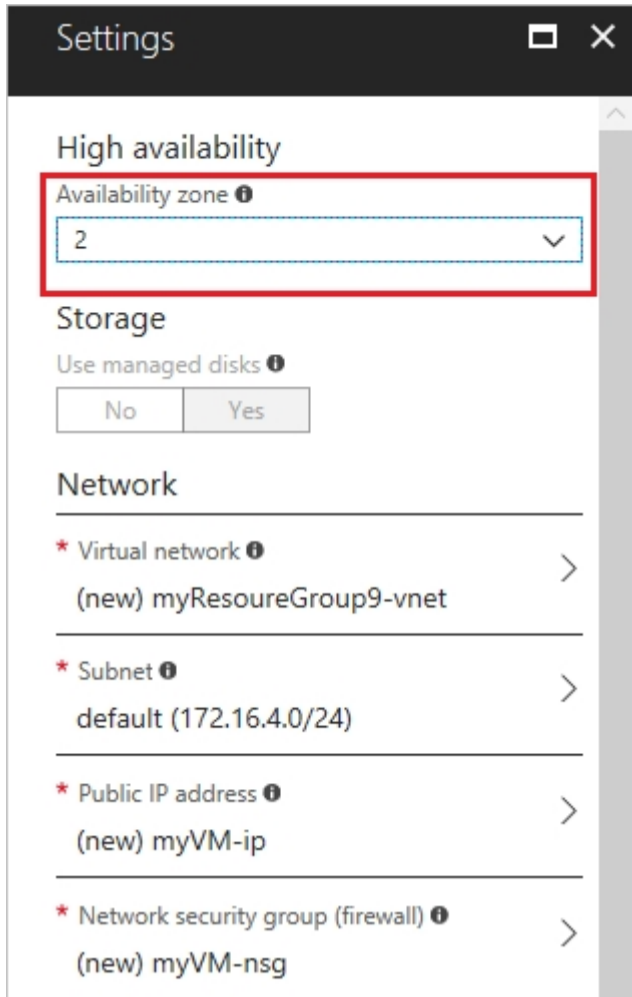 Settings
High availability
Availability zone
2
Storage
Use managed disks
No Yes
Network
* Virtual network
(new) myResoureGroup9-vnet
* Subnet
default (172.16.4.0/24)
* Public IP address
(new) myVM-ip
* Network security group (firewall)
(new) myVM-nsg